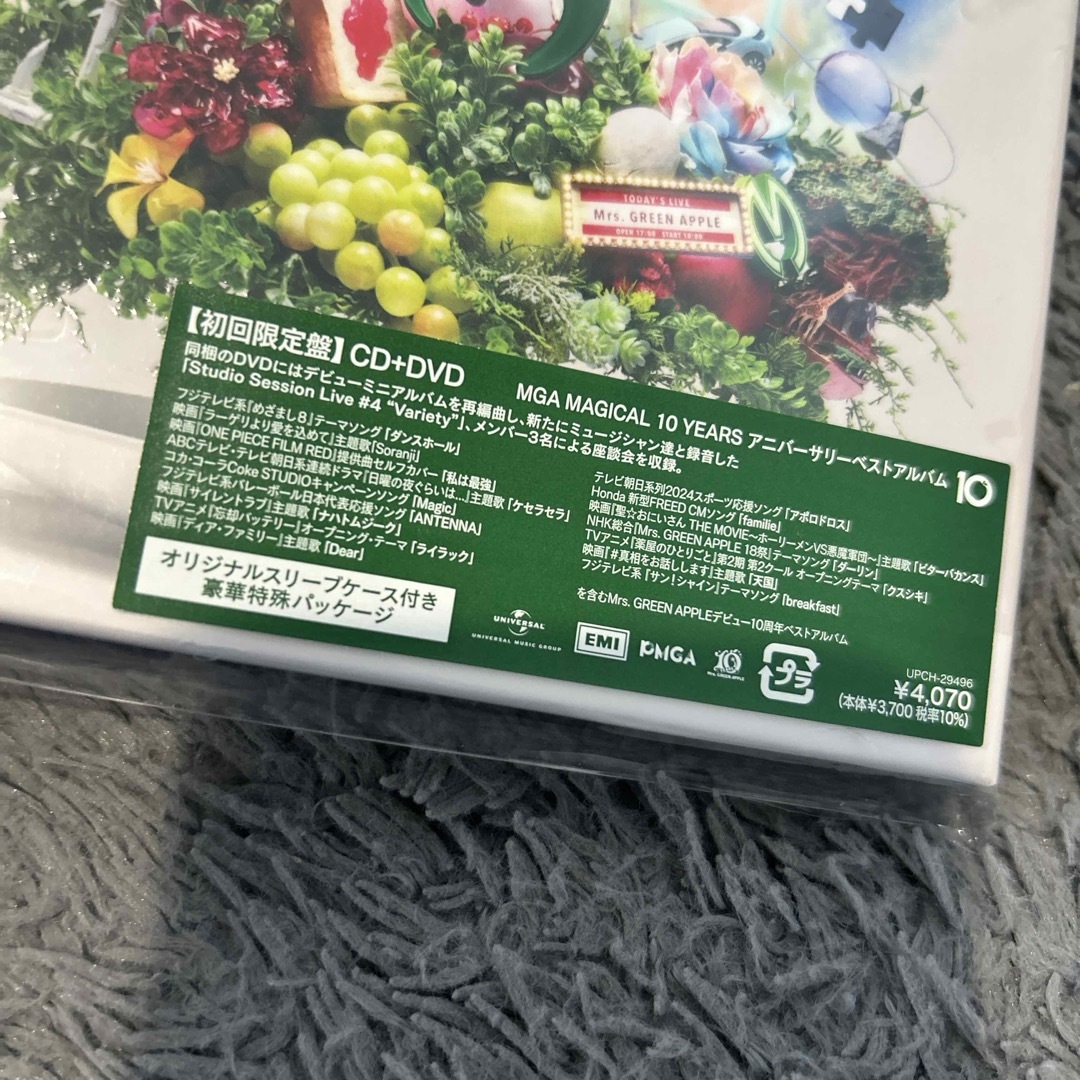 TODAY'S LIVE
Mrs. GREEN APPLE
OPEN 17:00 START 18:00
【初回限定盤】CD+DVD
MGA MAGICAL 10 YEARS アニバーサリーベストアルバム 10
同梱のDVDにはデビューミニアルバムを再編曲し、新たにミュージシャン達と録音した
「Studio Session Live #4 “Variety”」、メンバー3名による座談会を収録。
フジテレビ系『めざまし8』テーマソング「ダンスホール」
映画『ラーゲリより愛を込めて』主題歌「Soranji」
映画『ONE PIECE FILM RED』提供曲セルフカバー「私は最強」
ABCテレビ・テレビ朝日系連続ドラマ『日曜の夜ぐらいは...』主題歌「ケセラセラ」
コカ・コーラCoke STUDIOキャンペーンソング「Magic」
フジテレビ系バレーボール日本代表応援ソング「ANTENNA」
映画『サイレントラブ』主題歌「ナハトムジーク」
TVアニメ『忘却バッテリー』オープニング・テーマ「ライラック」
映画『ディア・ファミリー』主題歌「Dear」
テレビ朝日系列2024スポーツ応援ソング「アポロドロス」
Honda 新型FREED CMソング「familie」
映画『聖☆おにいさん THE MOVIE～ホーリーメンVS悪魔軍団～』主題歌「ビターバカンス」
NHK総合『Mrs. GREEN APPLE 18祭』テーマソング「ダーリン」
TVアニメ『薬屋のひとりごと』第2期 第2クール オープニングテーマ「クスシキ」
映画『#真相をお話しします』主題歌「天国」
フジテレビ系『サン!シャイン』テーマソング「breakfast」
を含むMrs. GREEN APPLEデビュー10周年ベストアルバム
オリジナルスリーブケース付き
豪華特殊パッケージ
UNIVERSAL
UNIVERSAL MUSIC GROUP
EMI
PMGA
Mrs. GREEN APPLE
プラ
UPCH-29496
¥4,070
(本体¥3,700 税率10%)